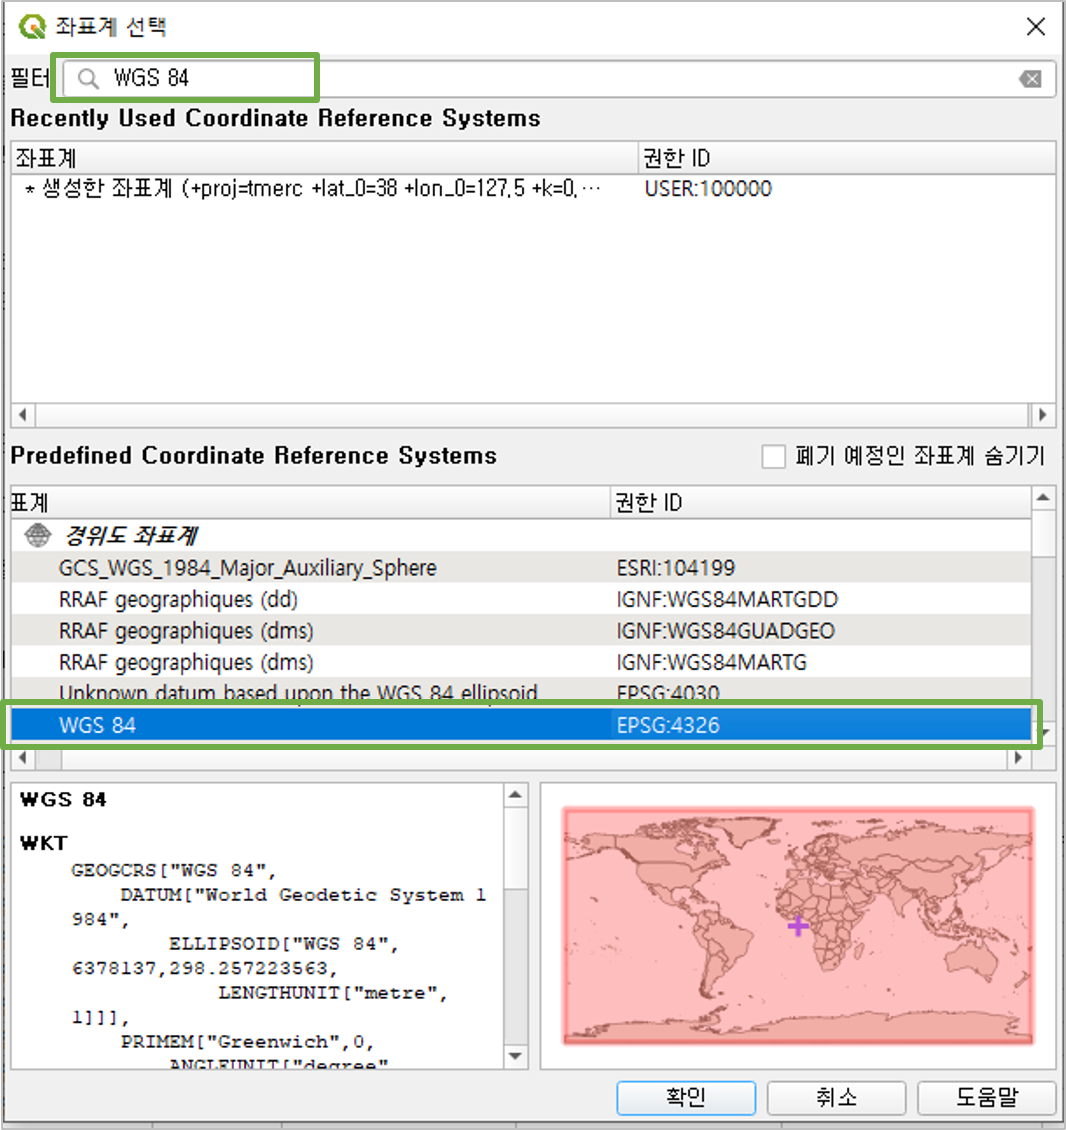 좌표계 선택
필터 WGS 84
Recently Used Coordinate Reference Systems
좌표계 권한 ID
* 생성한 좌표계 (+proj=tmerc +lat_0=38 +lon_0=127.5 +k=0.… USER:100000
Predefined Coordinate Reference Systems 폐기 예정인 좌표계 숨기기
표계 권한 ID
경위도 좌표계
GCS_WGS_1984_Major_Auxiliary_Sphere ESRI:104199
RRAF geographiques (dd) IGNF:WGS84MARTGDD
RRAF geographiques (dms) IGNF:WGS84GUADGEO
RRAF geographiques (dms) IGNF:WGS84MARTG
Unknown datum based upon the WGS 84 ellipsoid EPSG:4030
WGS 84 EPSG:4326
WGS 84
WKT
GEOGCRS["WGS 84",
DATUM["World Geodetic System 1
984",
ELLIPSOID["WGS 84",
6378137,298.257223563,
LENGTHUNIT["metre",
1]]],
PRIMEM["Greenwich",0,
ANGLEUNIT["degree"
확인 취소 도움말